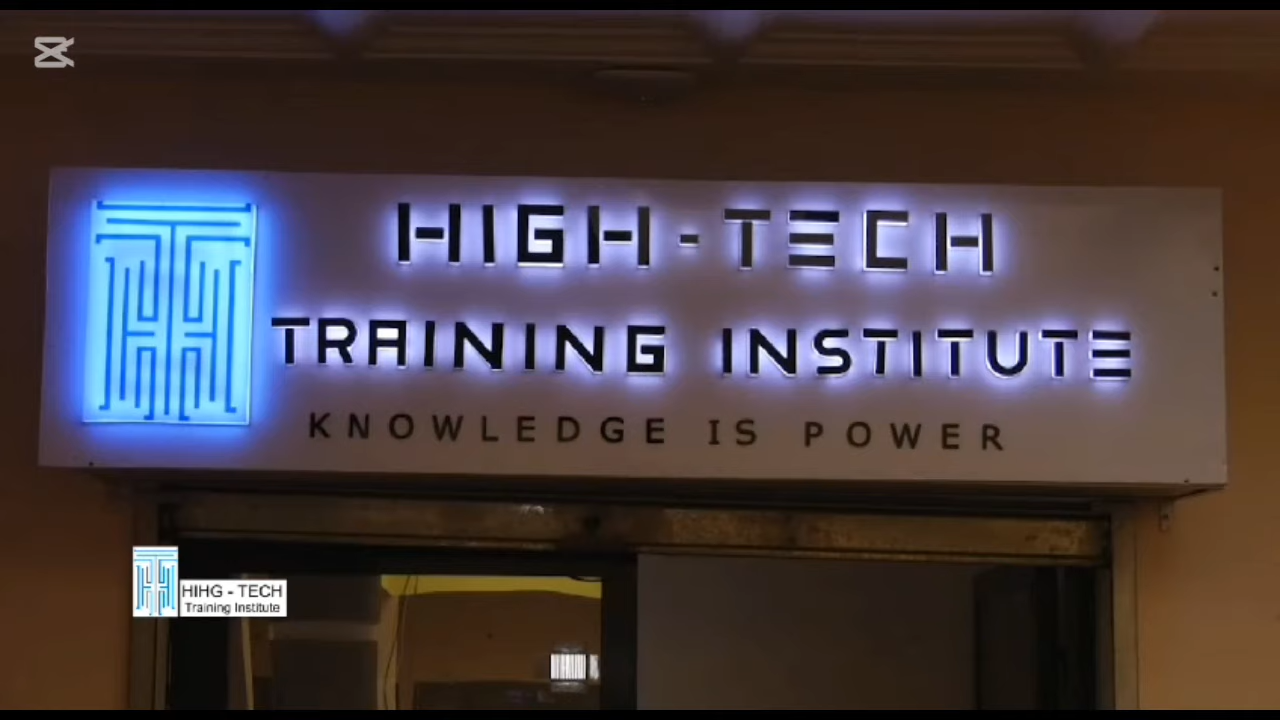 HIGH-TECH
TRAINING INSTITUTE
KNOWLEDGE IS POWER
HIHG - TECH
Training Institute